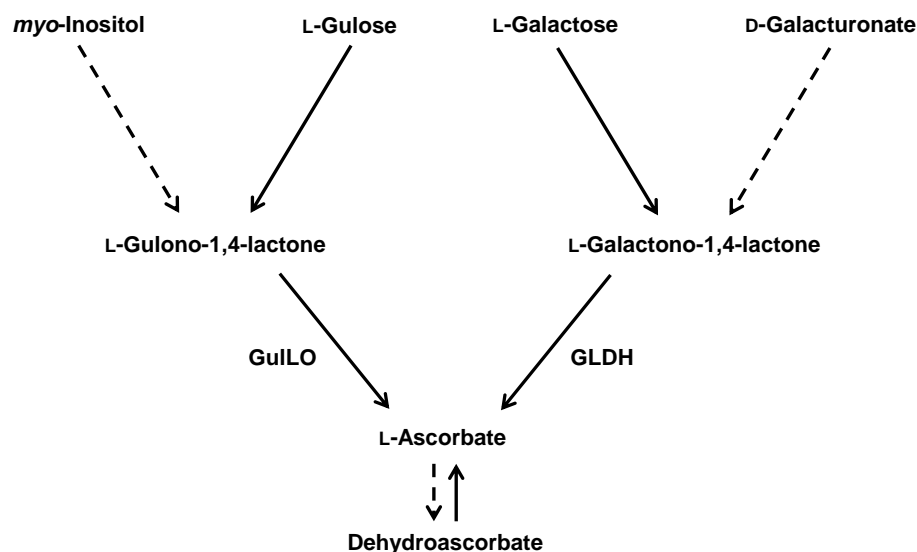 myo-Inositol
L-Gulose
L-Galactose
D-Galacturonate
L-Gulono-1,4-lactone
L-Galactono-1,4-lactone
GulLO
GLDH
L-Ascorbate
Dehydroascorbate